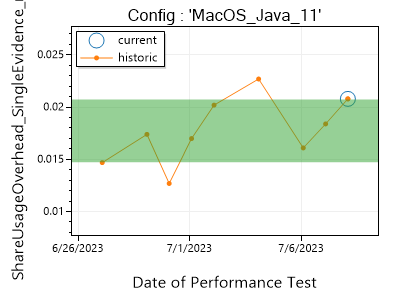 Config : 'MacOS_Java_11'
current
historic
0.025
0.02
0.015
0.01
6/26/2023
7/1/2023
7/6/2023
ShareUsageOverhead_SingleEvidence_
Date of Performance Test